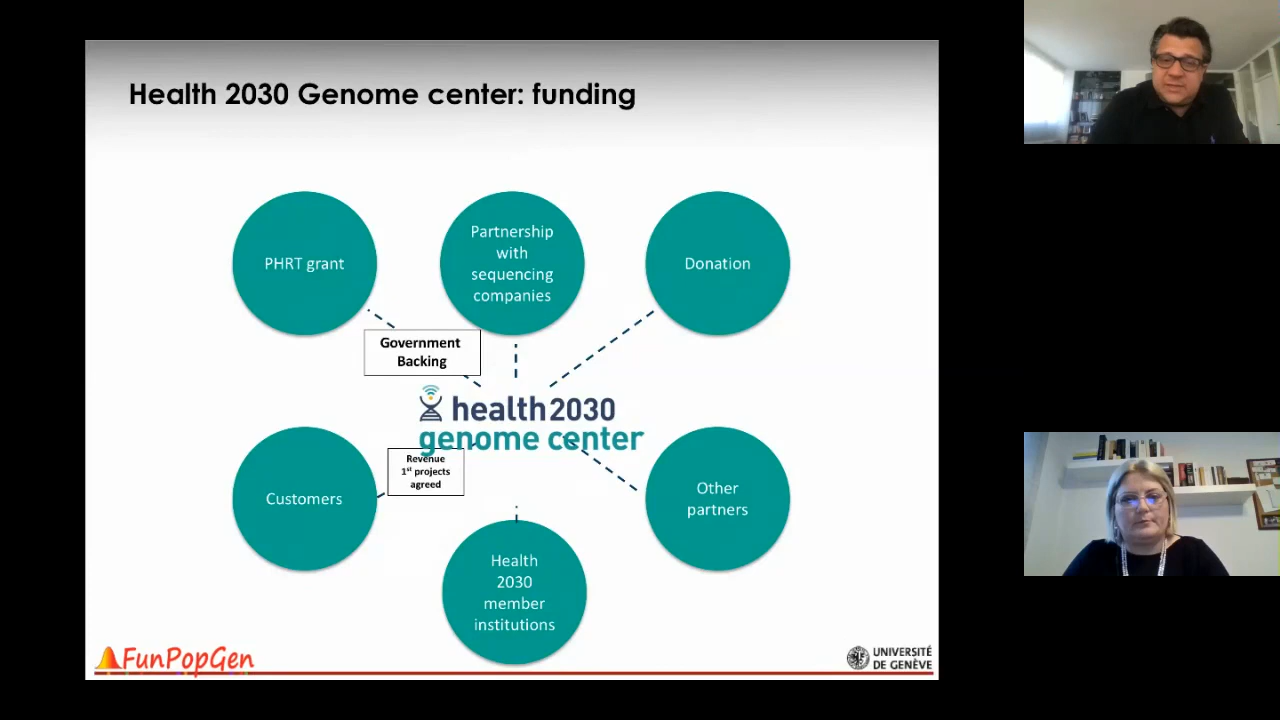 Health 2030 Genome center: funding
PHRT grant
Partnership
with
sequencing
companies
Donation
Government
Backing
health2030
genome center
Revenue
1st projects
agreed
Customers
Other
partners
Health
2030
member
institutions
FunPopGen
UNIVERSITÉ
DE GENÈVE